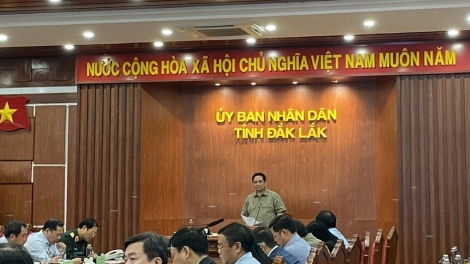 NƯỚC CỘNG HÒA XÃ HỘI CHỦ NGHĨA VIỆT NAM MUÔN NĂM
ỦY BAN NHÂN DÂN
TỈNH ĐẮK LẮK